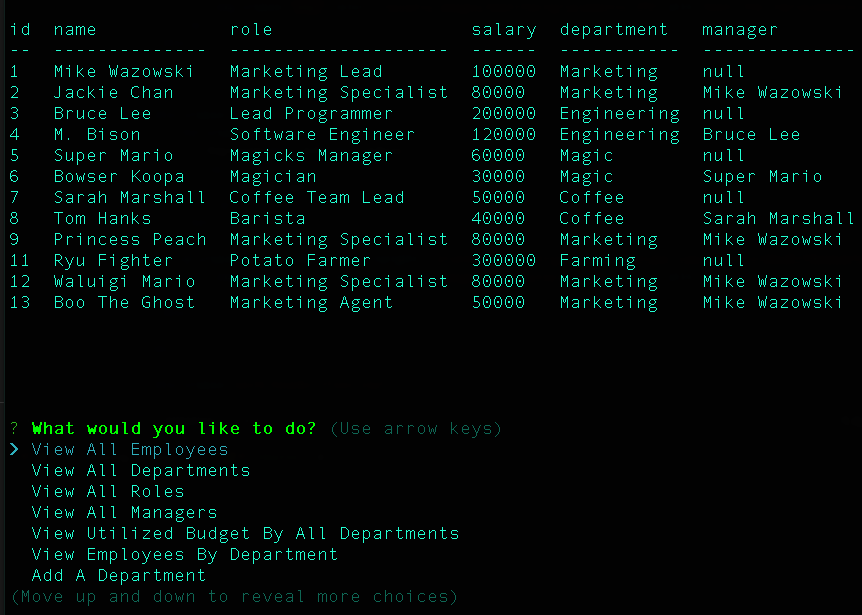 id  name            role                  salary  department   manager
--  --------------  --------------------  ------  -----------  --------------
1   Mike Wazowski   Marketing Lead        100000  Marketing    null
2   Jackie Chan     Marketing Specialist  80000   Marketing    Mike Wazowski
3   Bruce Lee       Lead Programmer       200000  Engineering  null
4   M. Bison        Software Engineer     120000  Engineering  Bruce Lee
5   Super Mario     Magicks Manager       60000   Magic        null
6   Bowser Koopa    Magician              30000   Magic        Super Mario
7   Sarah Marshall  Coffee Team Lead      50000   Coffee       null
8   Tom Hanks       Barista               40000   Coffee       Sarah Marshall
9   Princess Peach  Marketing Specialist  80000   Marketing    Mike Wazowski
11  Ryu Fighter     Potato Farmer         300000  Farming      null
12  Waluigi Mario   Marketing Specialist  80000   Marketing    Mike Wazowski
13  Boo The Ghost   Marketing Agent       50000   Marketing    Mike Wazowski
? What would you like to do? (Use arrow keys)
❯ View All Employees
  View All Departments
  View All Roles
  View All Managers
  View Utilized Budget By All Departments
  View Employees By Department
  Add A Department
(Move up and down to reveal more choices)